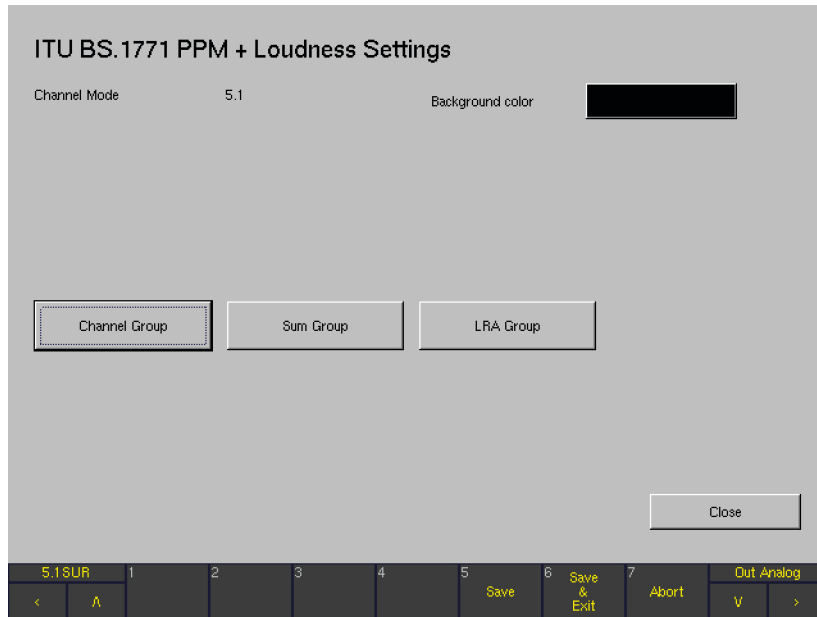 ITU BS.1771 PPM + Loudness Settings
Channel Mode 5.1 Background color
Channel Group Sum Group LRA Group
Close
5.1SUR 1 2 3 4 5 Save 6 Save & Exit 7 Abort Out Analog
< Λ V >